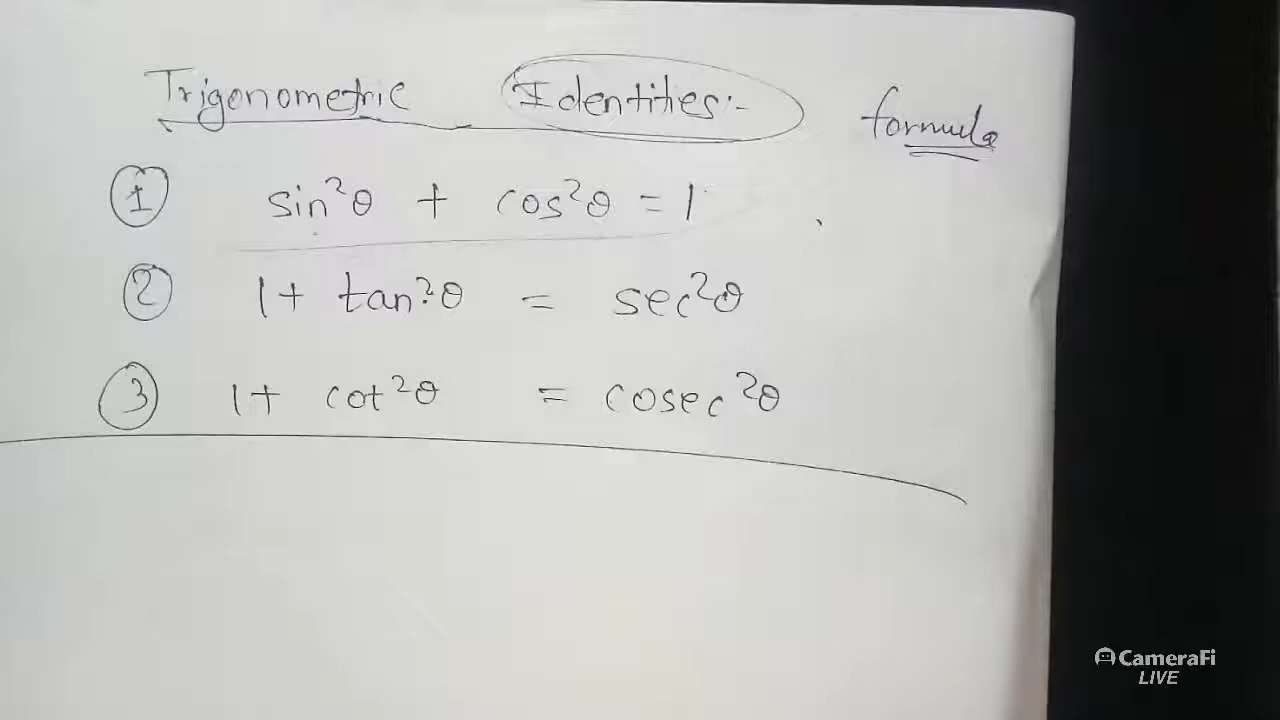 Trigonometric Identities:- formula
① sin²θ + cos²θ = 1
② 1 + tan²θ = sec²θ
③ 1 + cot²θ = cosec²θ
CameraFi
LIVE